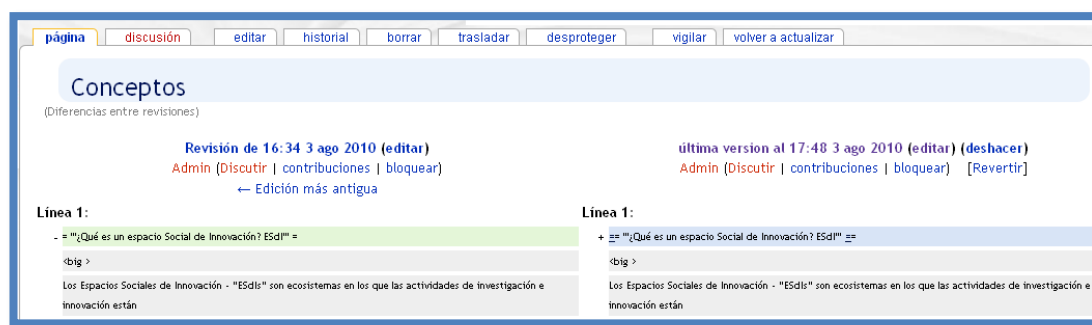 página discusión editar historial borrar trasladar desproteger vigilar volver a actualizar
Conceptos
(Diferencias entre revisiones)
Revisión de 16:34 3 ago 2010 (editar)
Admin (Discutir | contribuciones | bloquear)
← Edición más antigua
última version al 17:48 3 ago 2010 (editar) (deshacer)
Admin (Discutir | contribuciones | bloquear) [Revertir]
Línea 1:
- = '''¿Qué es un espacio Social de Innovación? ESdI''' =
<big >
Los Espacios Sociales de Innovación - "ESdIs" son ecosistemas en los que las actividades de investigación e
innovación están
Línea 1:
+ == '''¿Qué es un espacio Social de Innovación? ESdI''' ==
<big >
Los Espacios Sociales de Innovación - "ESdIs" son ecosistemas en los que las actividades de investigación e
innovación están